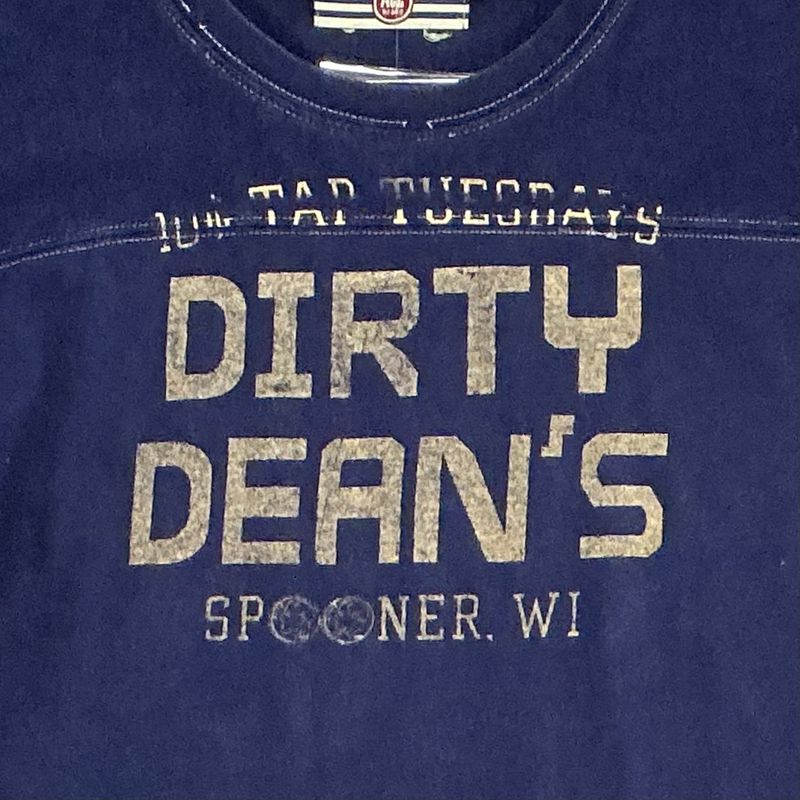 10¢ TAP TUESDAYS
DIRTY
DEAN'S
SPOONER, WI